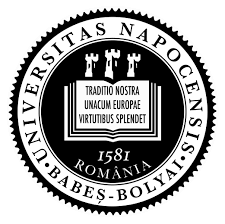 UNIVERSITAS NAPOCENSIS
TRADITIO NOSTRA
UNACUM EUROPAE
VIRTUTIBUS SPLENDET
1581
ROMÂNIA
· BABEȘ-BOLYAI ·